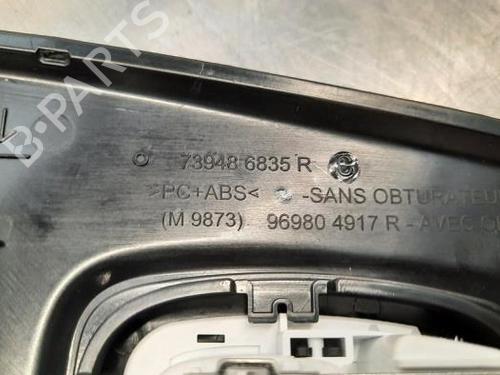 B-PARTS
73948 6835 R
>PC+ABS< -SANS OBTURATEU
(M 9873) 96980 4917 R -AVEC